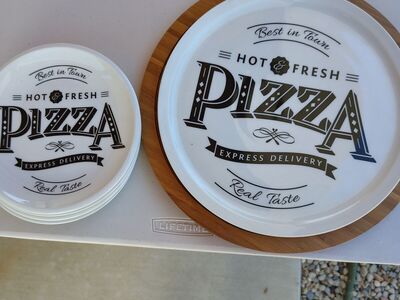 Best in Town
HOT & FRESH
PIZZA
EXPRESS DELIVERY
Real Taste
Best in Town
HOT & FRESH
PIZZA
EXPRESS DELIVERY
Real Taste
LIFETIME